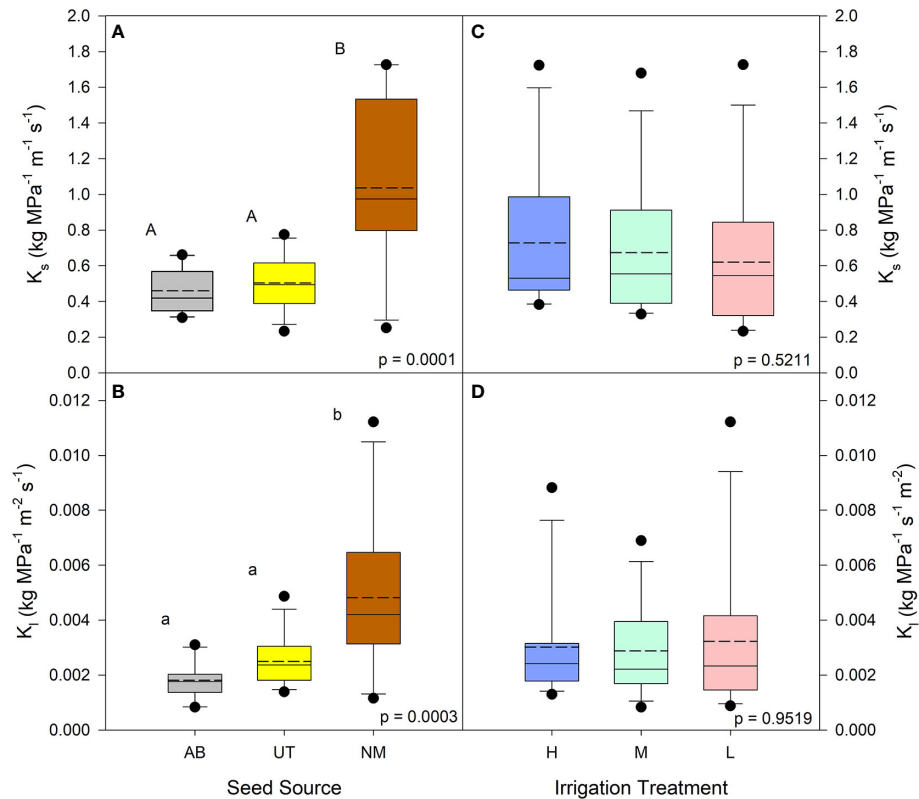 A
B
A
A
2.0
1.8
1.6
1.4
1.2
1.0
0.8
0.6
0.4
0.2
0.0
Ks (kg MPa-1 m-1 s-1)
p = 0.0001
C
2.0
1.8
1.6
1.4
1.2
1.0
0.8
0.6
0.4
0.2
0.0
Ks (kg MPa-1 m-1 s-1)
p = 0.5211
B
b
a
a
0.012
0.010
0.008
0.006
0.004
0.002
0.000
Kl (kg MPa-1 m-2 s-1)
p = 0.0003
AB UT NM
Seed Source
D
0.012
0.010
0.008
0.006
0.004
0.002
0.000
Kl (kg MPa-1 s-1 m-2)
p = 0.9519
H M L
Irrigation Treatment